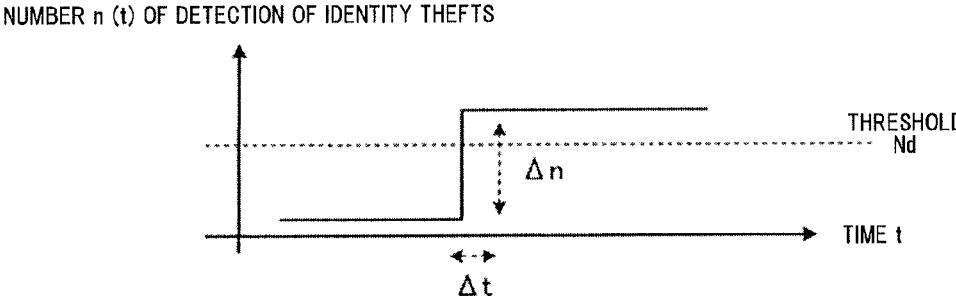 NUMBER n (t) OF DETECTION OF IDENTITY THEFTS
THRESHOLD
Nd
Δn
TIME t
Δt